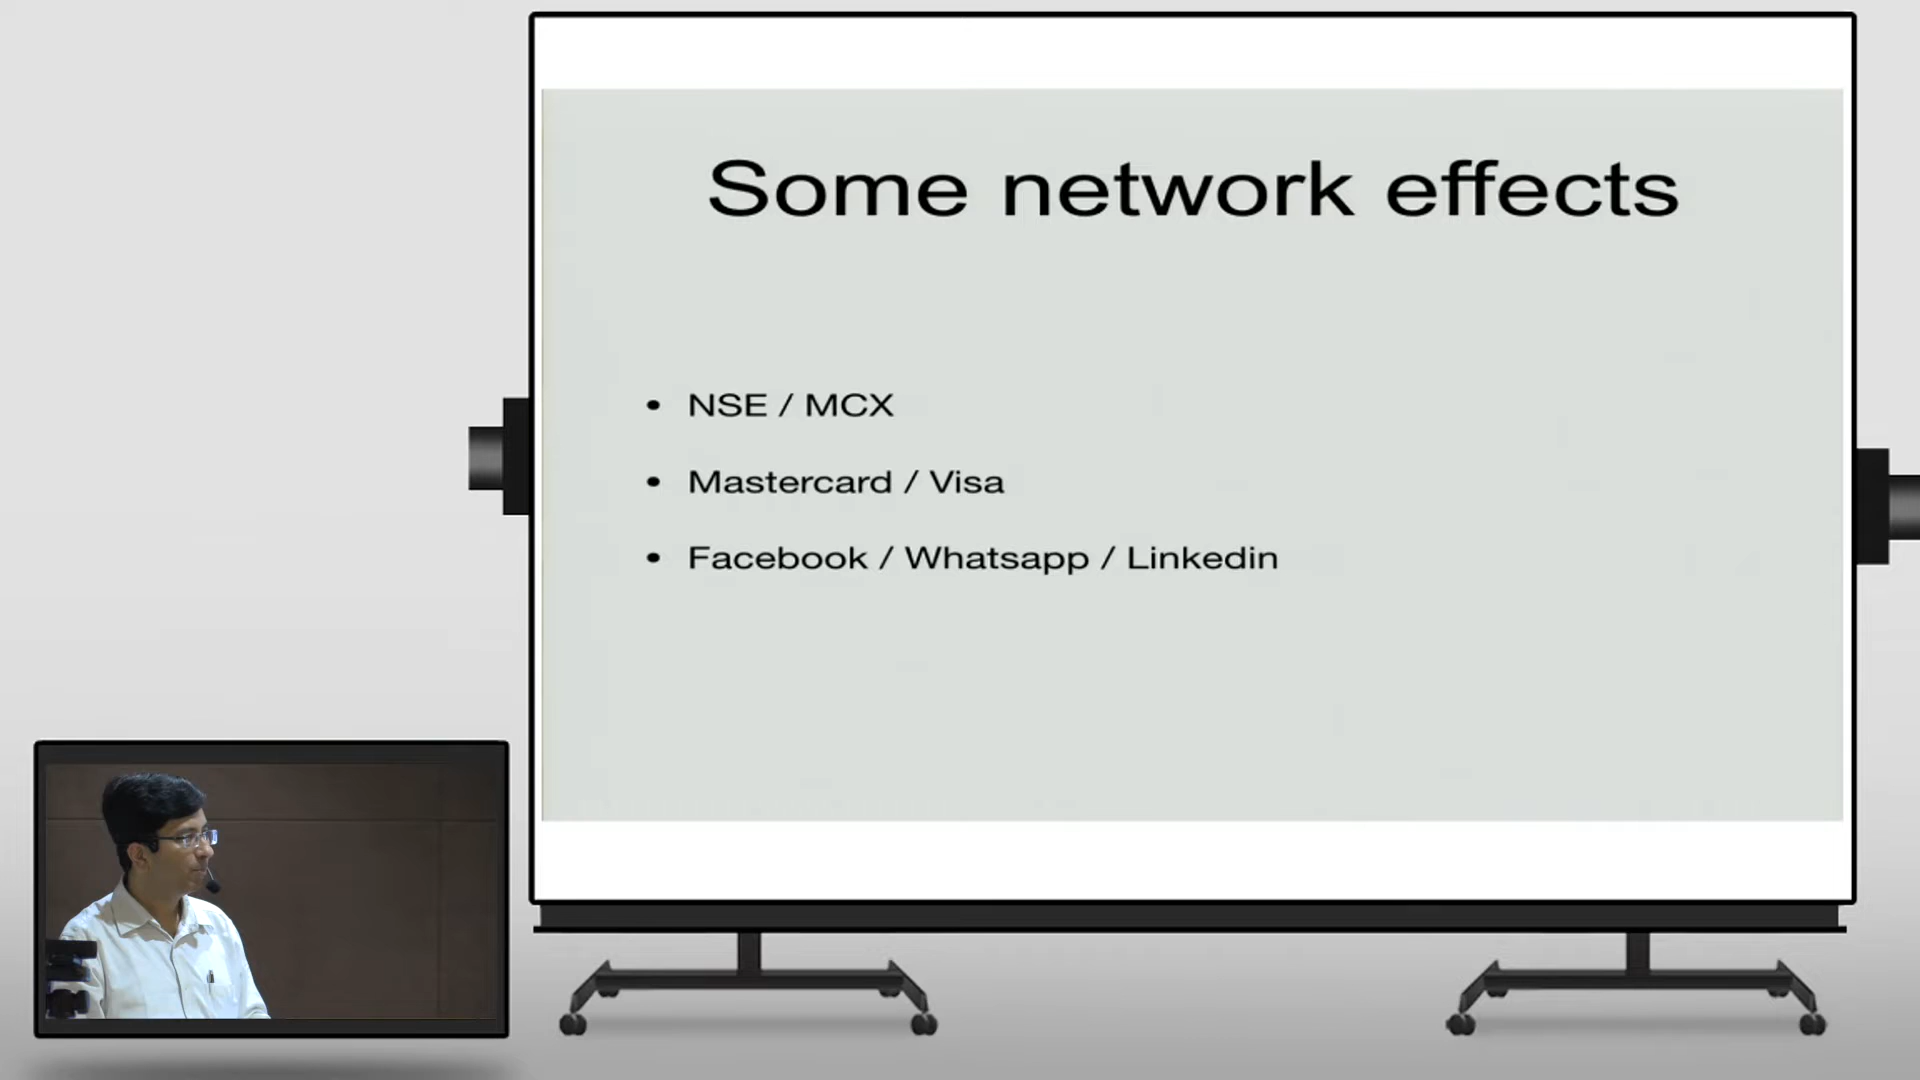 Some network effects
• NSE / MCX
• Mastercard / Visa
• Facebook / Whatsapp / Linkedin